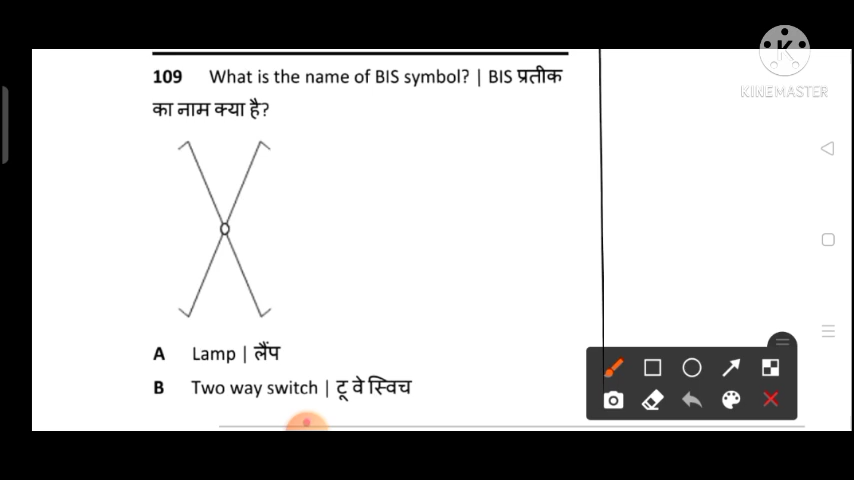 109 What is the name of BIS symbol? | BIS प्रतीक
का नाम क्या है?
A Lamp | लैंप
B Two way switch | टू वे स्विच
K
KINEMASTER